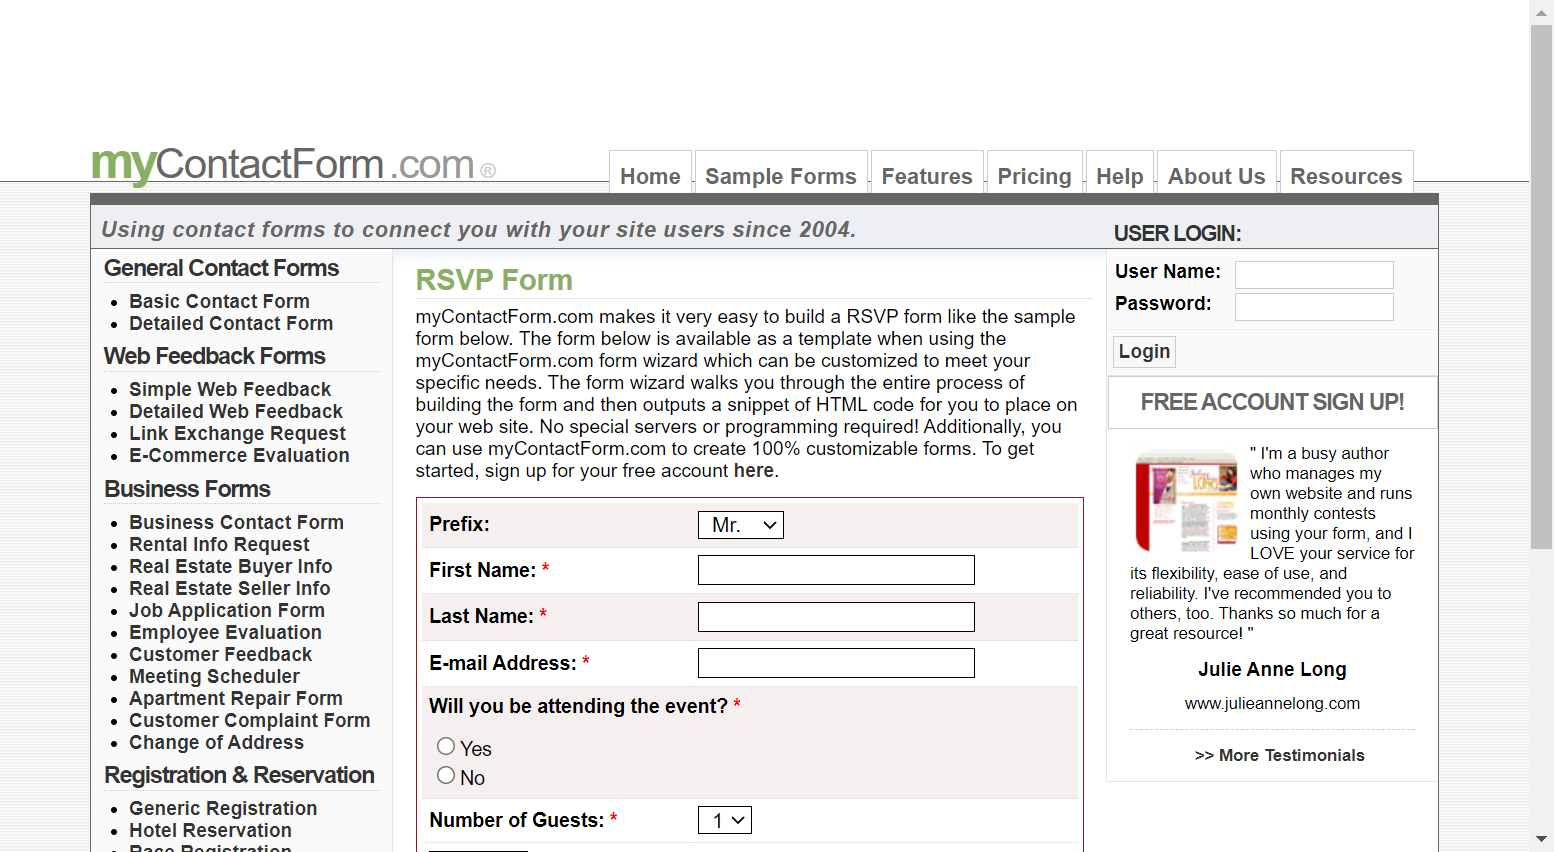 myContactForm.com®
Home
Sample Forms
Features
Pricing
Help
About Us
Resources
Using contact forms to connect you with your site users since 2004.
USER LOGIN:
General Contact Forms
Basic Contact Form
Detailed Contact Form
Web Feedback Forms
Simple Web Feedback
Detailed Web Feedback
Link Exchange Request
E-Commerce Evaluation
Business Forms
Business Contact Form
Rental Info Request
Real Estate Buyer Info
Real Estate Seller Info
Job Application Form
Employee Evaluation
Customer Feedback
Meeting Scheduler
Apartment Repair Form
Customer Complaint Form
Change of Address
Registration & Reservation
Generic Registration
Hotel Reservation
Race Registration
RSVP Form
myContactForm.com makes it very easy to build a RSVP form like the sample
form below. The form below is available as a template when using the
myContactForm.com form wizard which can be customized to meet your
specific needs. The form wizard walks you through the entire process of
building the form and then outputs a snippet of HTML code for you to place on
your web site. No special servers or programming required! Additionally, you
can use myContactForm.com to create 100% customizable forms. To get
started, sign up for your free account here.
Prefix: Mr.
First Name: *
Last Name: *
E-mail Address: *
Will you be attending the event? *
Yes
No
Number of Guests: * 1
User Name:
Password:
Login
FREE ACCOUNT SIGN UP!
" I'm a busy author
who manages my
own website and runs
monthly contests
using your form, and I
LOVE your service for
its flexibility, ease of use, and
reliability. I've recommended you to
others, too. Thanks so much for a
great resource! "
Julie Anne Long
www.julieannelong.com
>> More Testimonials